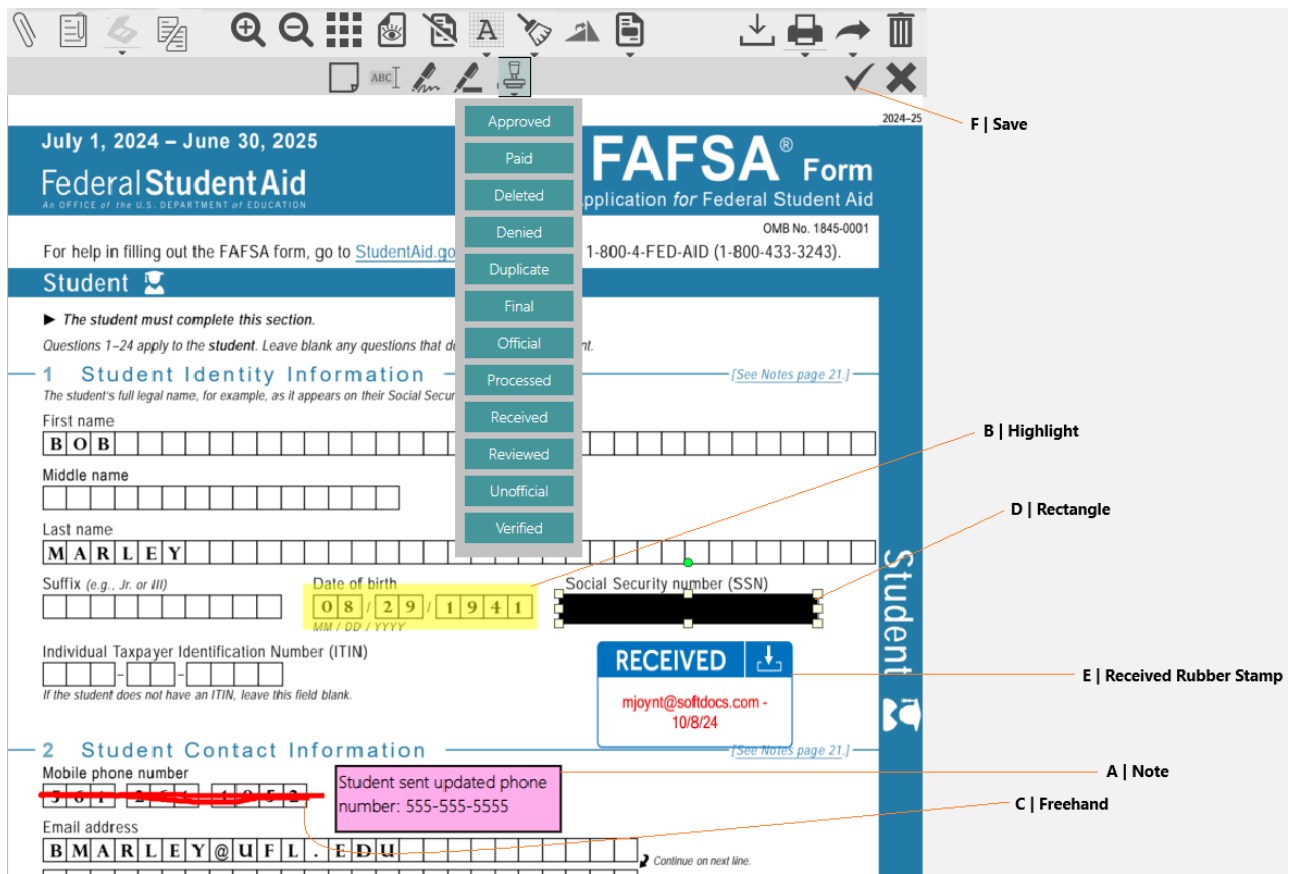 ABC
A
F | Save
2024–25
Approved
Paid
Deleted
Denied
Duplicate
Final
Official
Processed
Received
Reviewed
Unofficial
Verified
July 1, 2024 – June 30, 2025
Federal Student Aid
An OFFICE of the U.S. DEPARTMENT of EDUCATION
FAFSA® Form
pplication for Federal Student Aid
OMB No. 1845-0001
For help in filling out the FAFSA form, go to StudentAid.go 1-800-4-FED-AID (1-800-433-3243).
Student
► The student must complete this section.
Questions 1–24 apply to the student. Leave blank any questions that d nt.
1 Student Identity Information [See Notes page 21.]
The student's full legal name, for example, as it appears on their Social Secur
First name
BOB
B | Highlight
Middle name
D | Rectangle
Last name
MARLEY
Student
Suffix (e.g., Jr. or III) Date of birth Social Security number (SSN)
08/29/1941
MM / DD / YYYY
Individual Taxpayer Identification Number (ITIN)
If the student does not have an ITIN, leave this field blank.
RECEIVED
mjoynt@softdocs.com -
10/8/24
E | Received Rubber Stamp
2 Student Contact Information [See Notes page 21.]
Mobile phone number
Student sent updated phone
number: 555-555-5555
A | Note
C | Freehand
Email address
BMARLEY@UFL.EDU
Continue on next line.